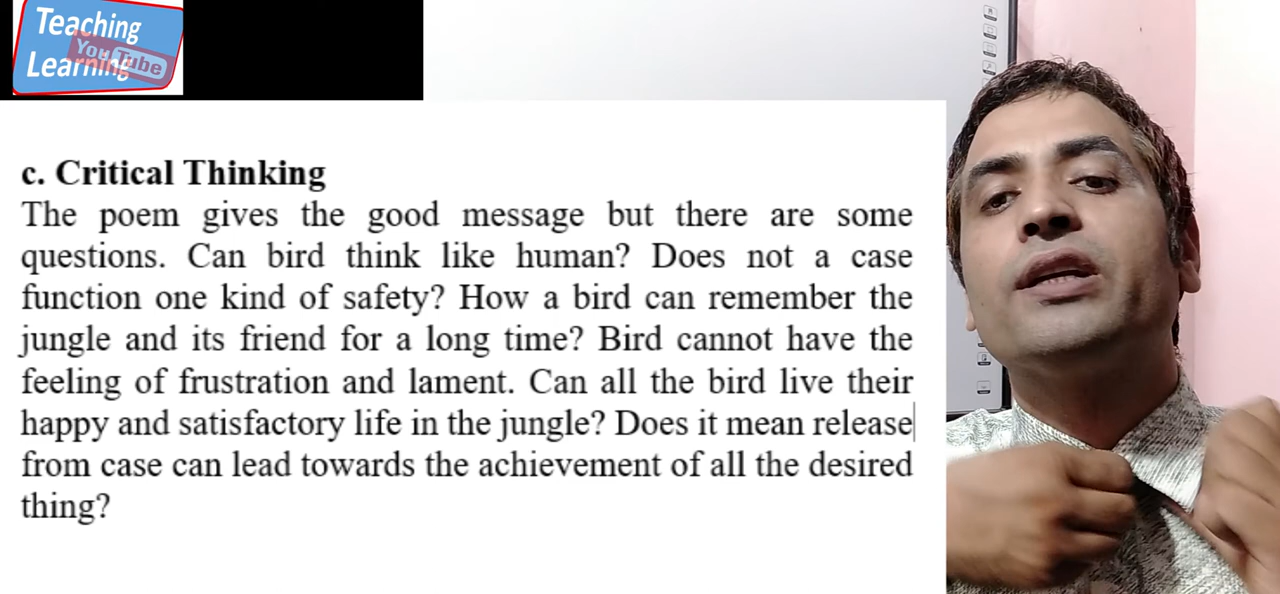 Teaching
YouTube
Learning
c. Critical Thinking
The poem gives the good message but there are some
questions. Can bird think like human? Does not a case
function one kind of safety? How a bird can remember the
jungle and its friend for a long time? Bird cannot have the
feeling of frustration and lament. Can all the bird live their
happy and satisfactory life in the jungle? Does it mean release
from case can lead towards the achievement of all the desired
thing?